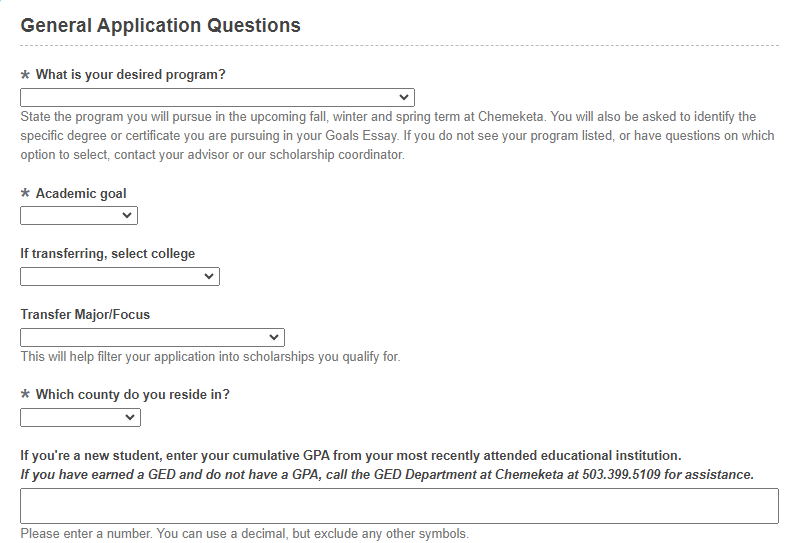 General Application Questions
* What is your desired program?
State the program you will pursue in the upcoming fall, winter and spring term at Chemeketa. You will also be asked to identify the
specific degree or certificate you are pursuing in your Goals Essay. If you do not see your program listed, or have questions on which
option to select, contact your advisor or our scholarship coordinator.
* Academic goal
If transferring, select college
Transfer Major/Focus
This will help filter your application into scholarships you qualify for.
* Which county do you reside in?
If you're a new student, enter your cumulative GPA from your most recently attended educational institution.
If you have earned a GED and do not have a GPA, call the GED Department at Chemeketa at 503.399.5109 for assistance.
Please enter a number. You can use a decimal, but exclude any other symbols.